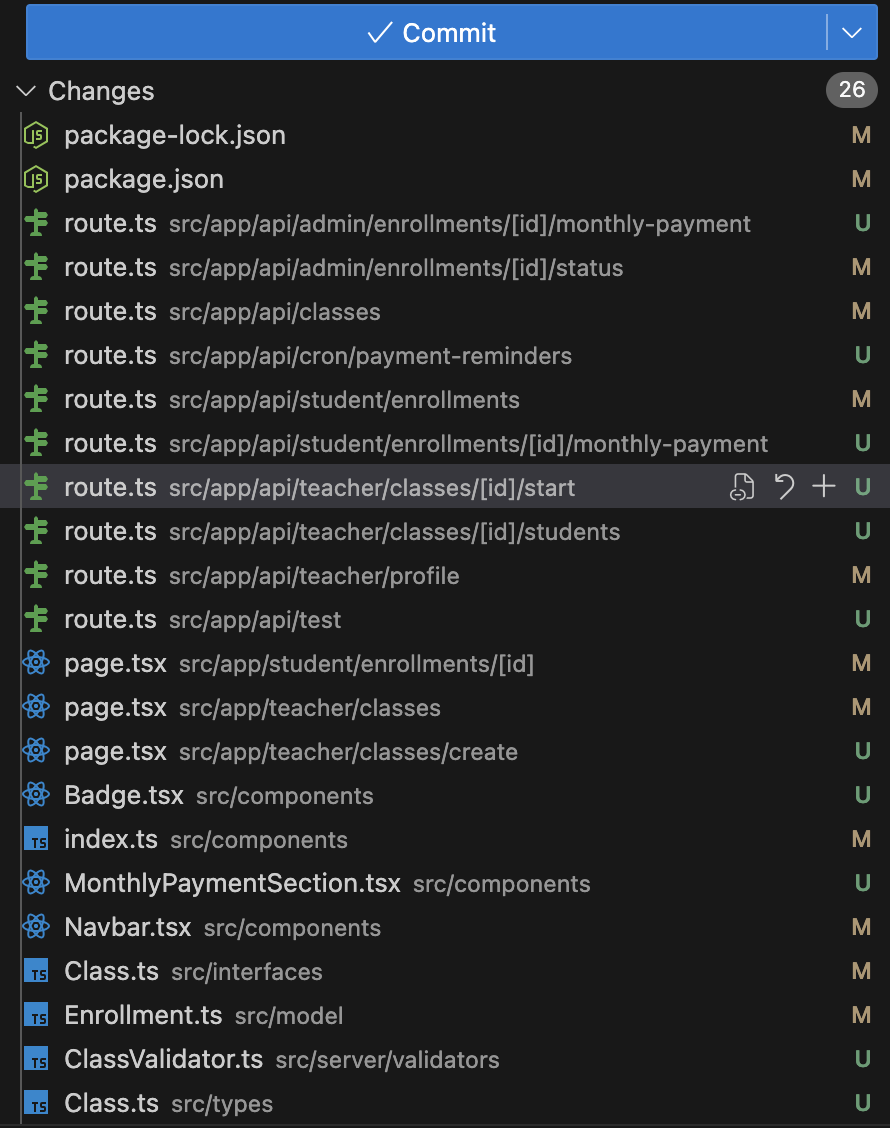 Commit
Changes 26
package-lock.json M
package.json M
route.ts src/app/api/admin/enrollments/[id]/monthly-payment U
route.ts src/app/api/admin/enrollments/[id]/status M
route.ts src/app/api/classes M
route.ts src/app/api/cron/payment-reminders U
route.ts src/app/api/student/enrollments M
route.ts src/app/api/student/enrollments/[id]/monthly-payment U
route.ts src/app/api/teacher/classes/[id]/start U
route.ts src/app/api/teacher/classes/[id]/students U
route.ts src/app/api/teacher/profile M
route.ts src/app/api/test U
page.tsx src/app/student/enrollments/[id] M
page.tsx src/app/teacher/classes M
page.tsx src/app/teacher/classes/create U
Badge.tsx src/components U
index.ts src/components M
MonthlyPaymentSection.tsx src/components U
Navbar.tsx src/components M
Class.ts src/interfaces M
Enrollment.ts src/model M
ClassValidator.ts src/server/validators U
Class.ts src/types U